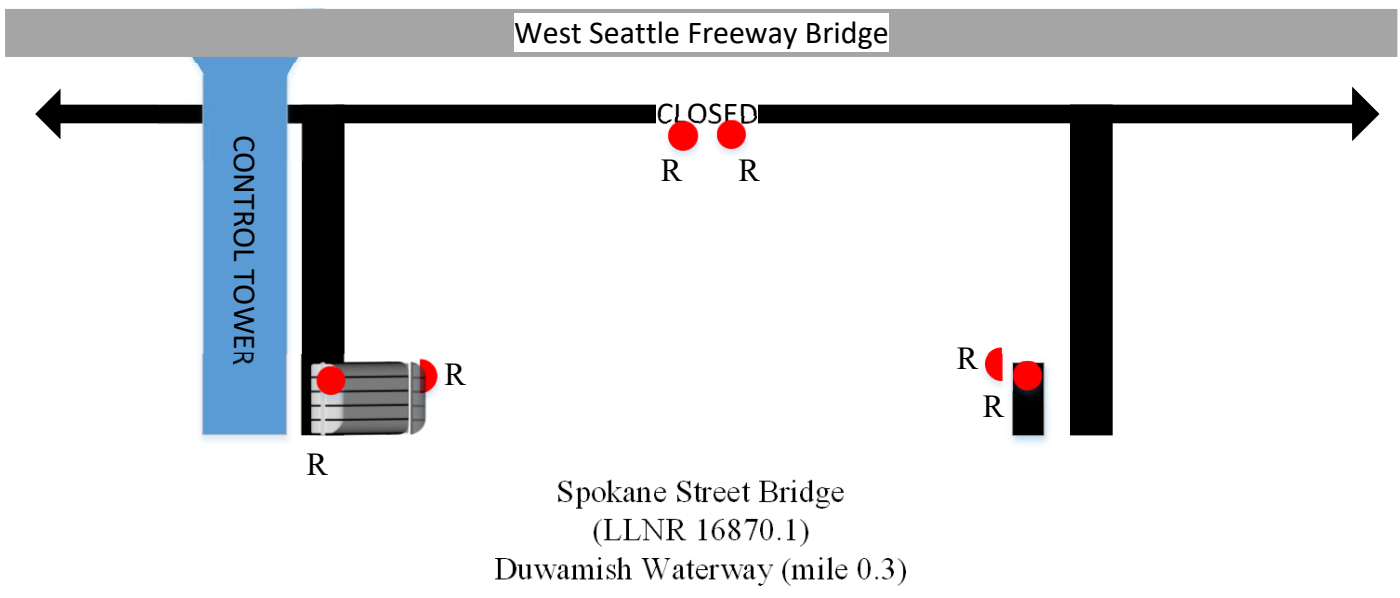 West Seattle Freeway Bridge
CLOSED
R R
CONTROL TOWER
R
R
R
R
Spokane Street Bridge
(LLNR 16870.1)
Duwamish Waterway (mile 0.3)